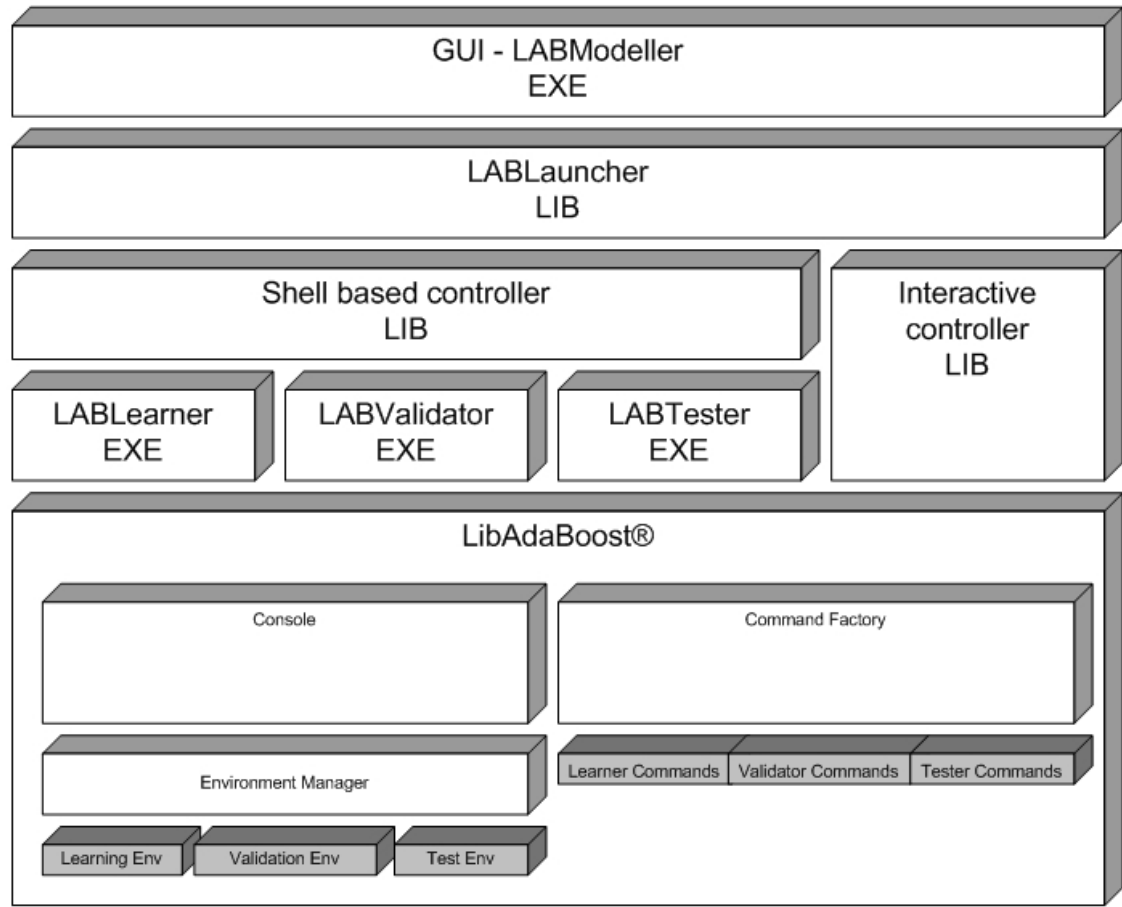 GUI - LABModeller
EXE
LABLauncher
LIB
Shell based controller
LIB
Interactive
controller
LIB
LABLearner
EXE
LABValidator
EXE
LABTester
EXE
LibAdaBoost®
Console
Command Factory
Environment Manager
Learner Commands
Validator Commands
Tester Commands
Learning Env
Validation Env
Test Env